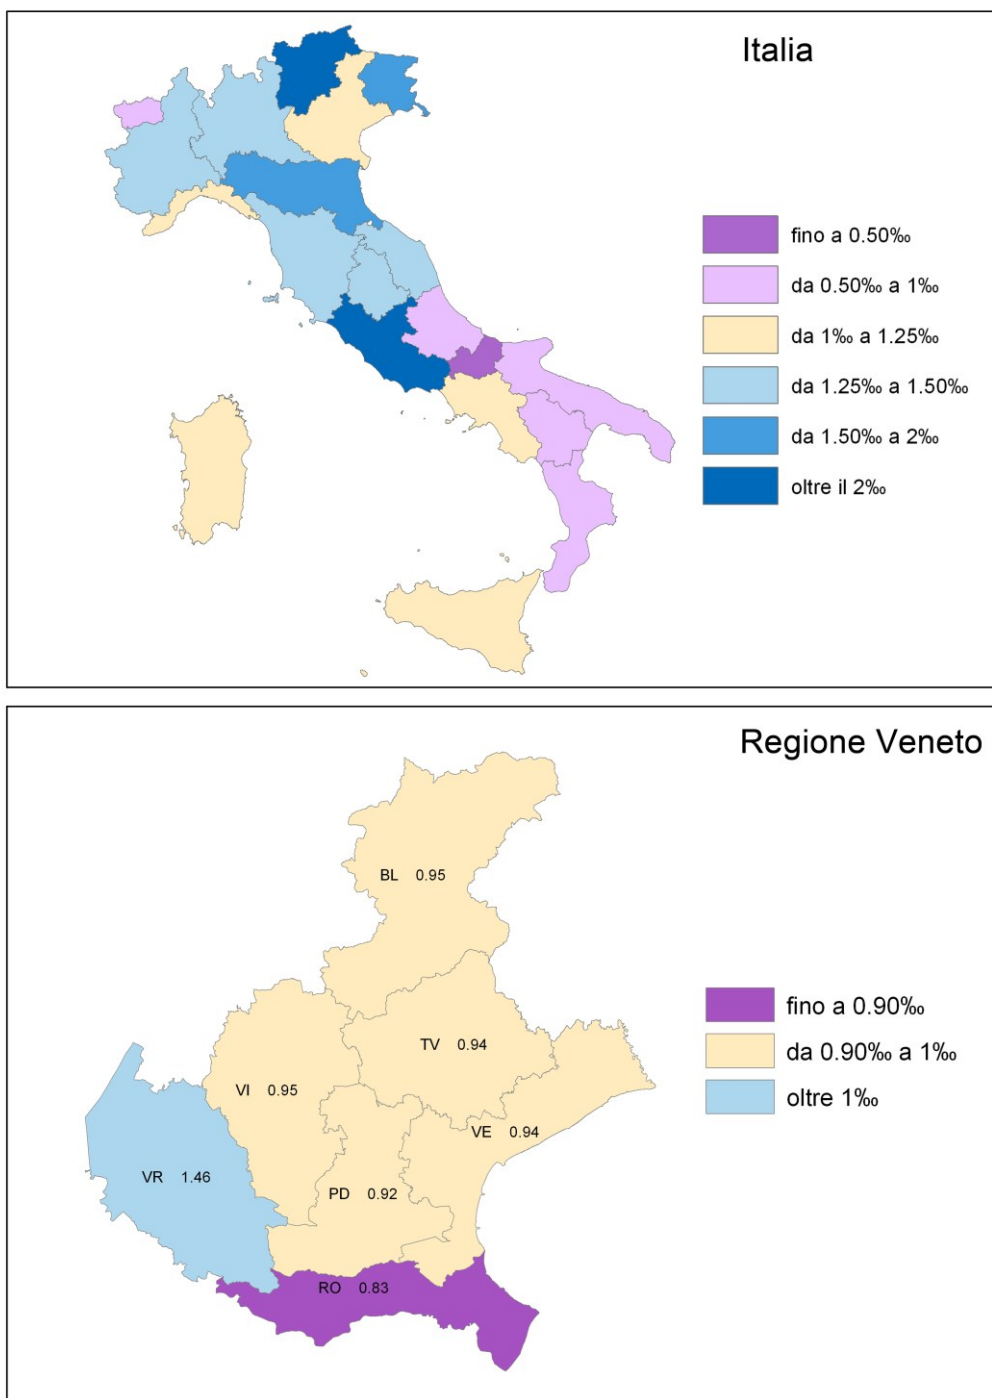 Italia
fino a 0.50‰
da 0.50‰ a 1‰
da 1‰ a 1.25‰
da 1.25‰ a 1.50‰
da 1.50‰ a 2‰
oltre il 2‰
Regione Veneto
BL 0.95
fino a 0.90‰
da 0.90‰ a 1‰
oltre 1‰
TV 0.94
VI 0.95
VE 0.94
VR 1.46
PD 0.92
RO 0.83